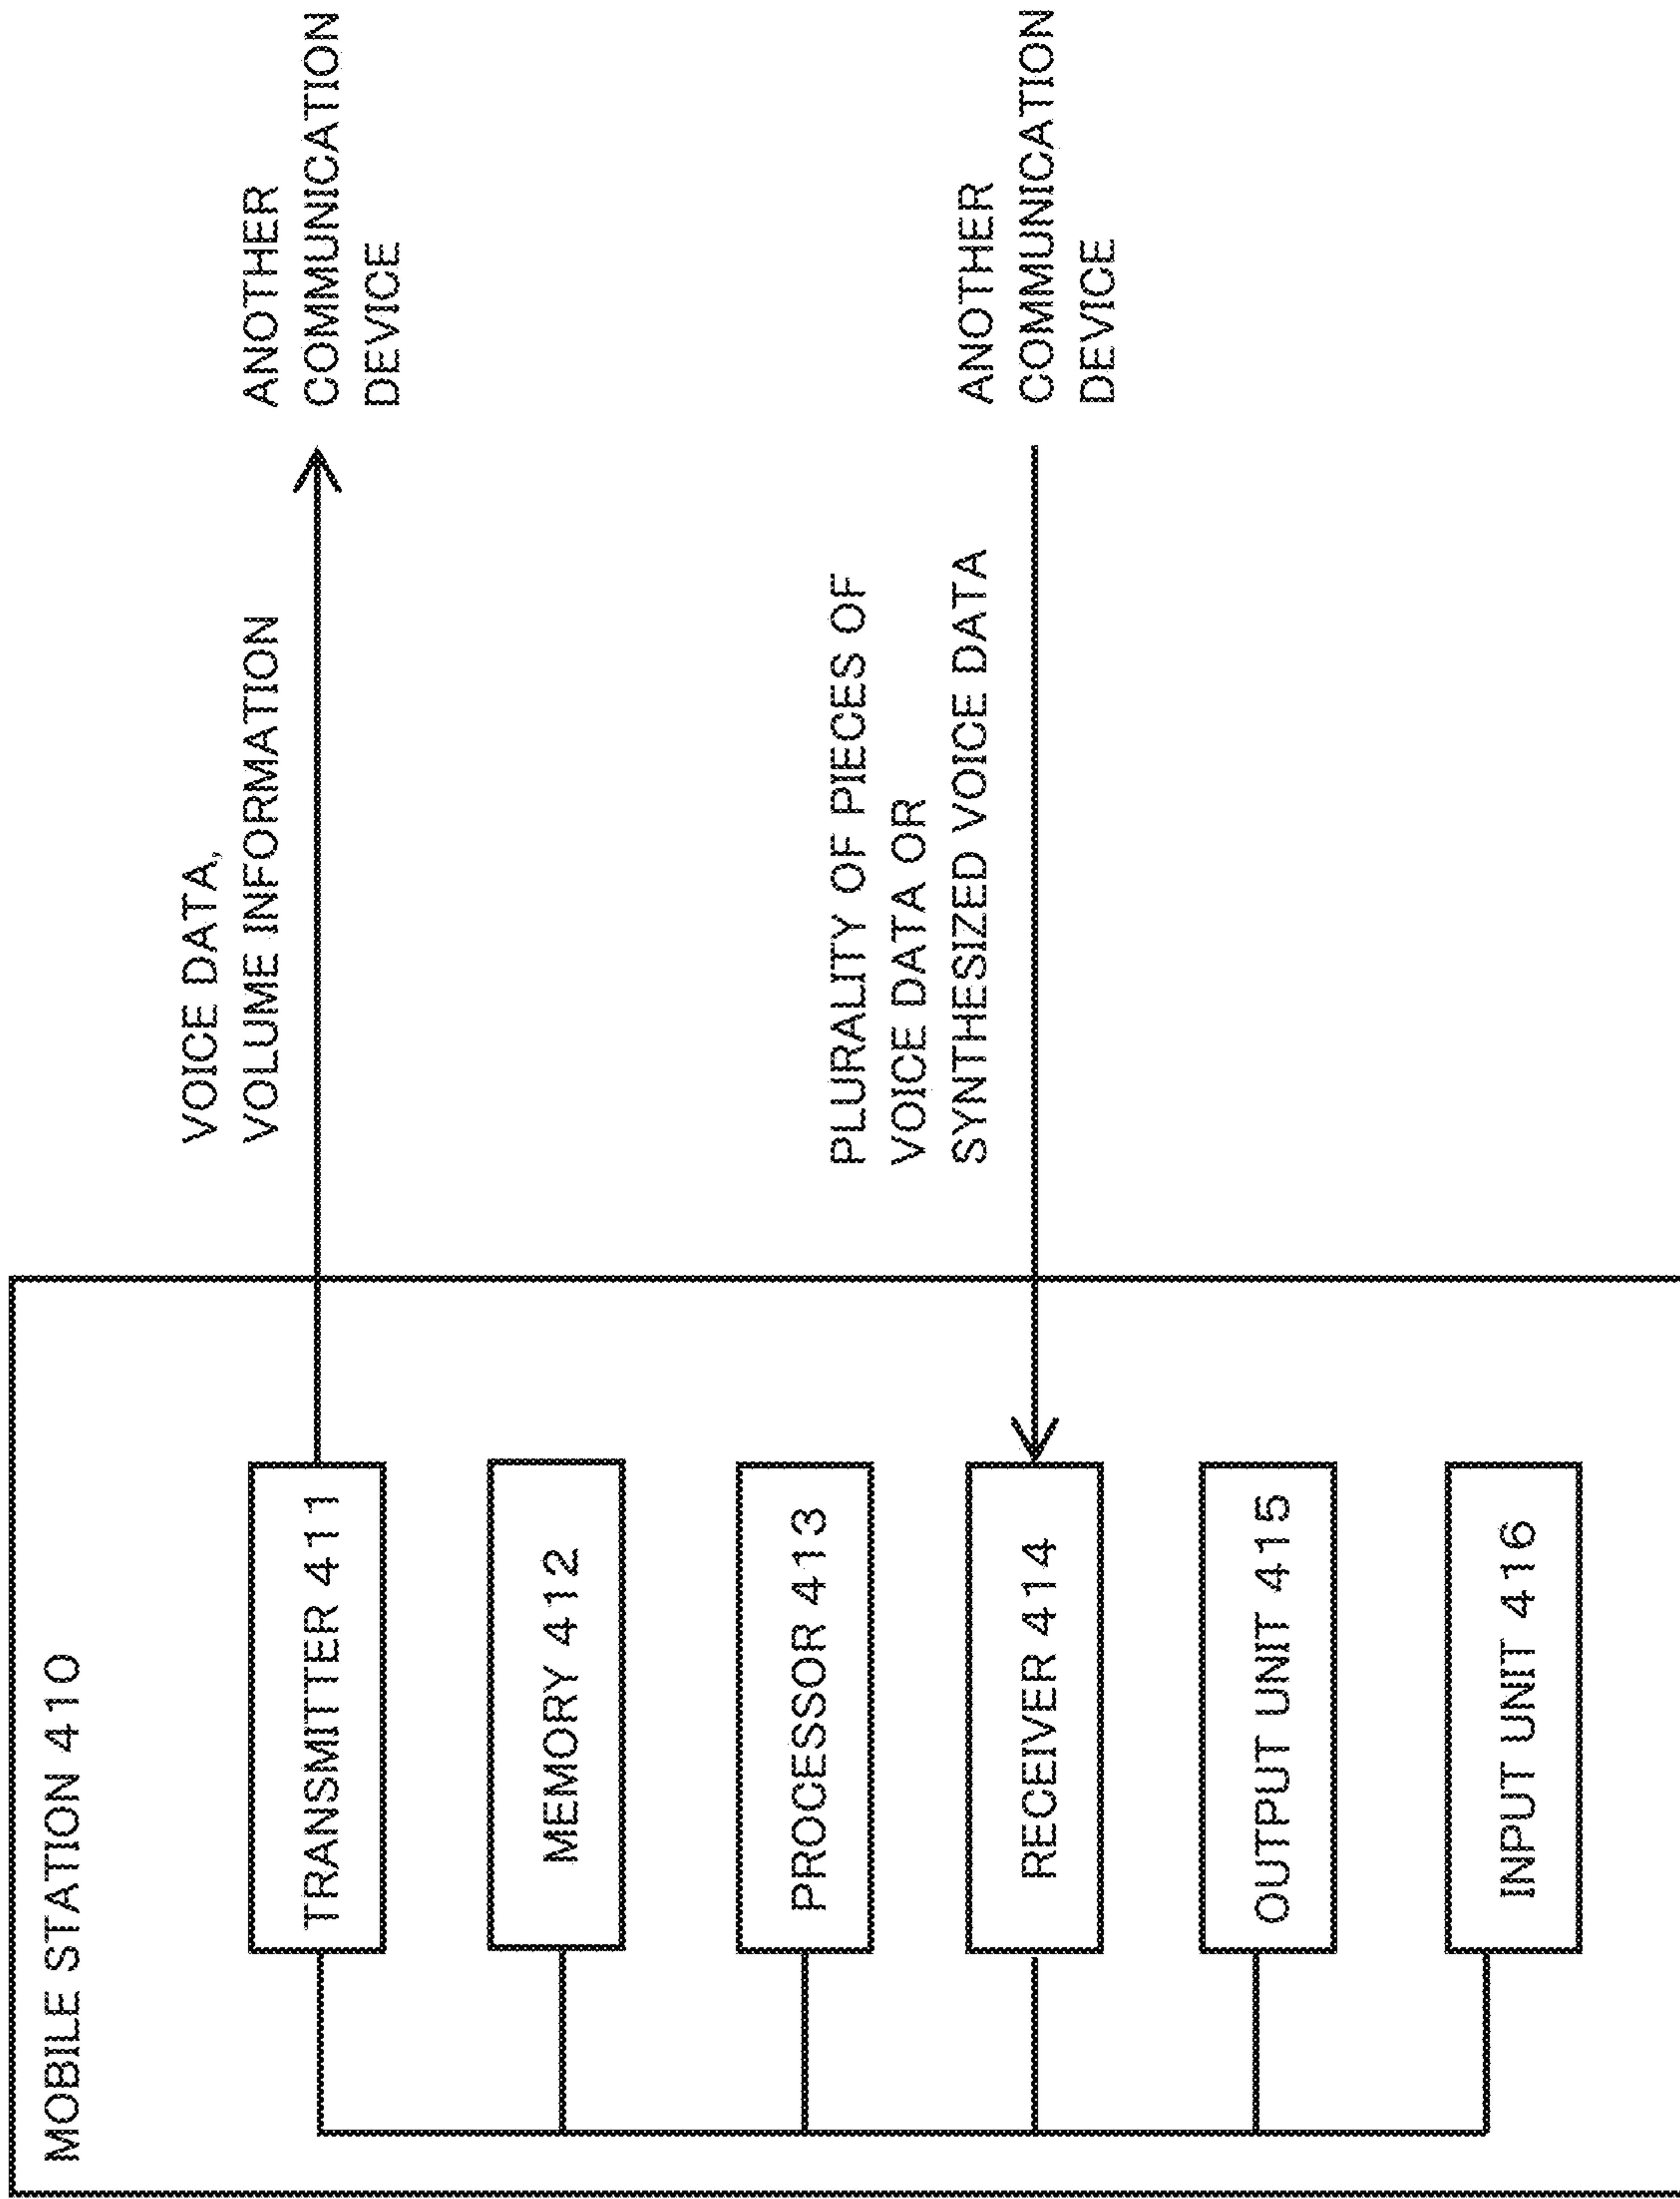 MOBILE STATION 410
TRANSMITTER 411
VOICE DATA,
VOLUME INFORMATION
ANOTHER
COMMUNICATION
DEVICE
MEMORY 412
PROCESSOR 413
RECEIVER 414
PLURALITY OF PIECES OF
VOICE DATA OR
SYNTHESIZED VOICE DATA
ANOTHER
COMMUNICATION
DEVICE
OUTPUT UNIT 415
INPUT UNIT 416